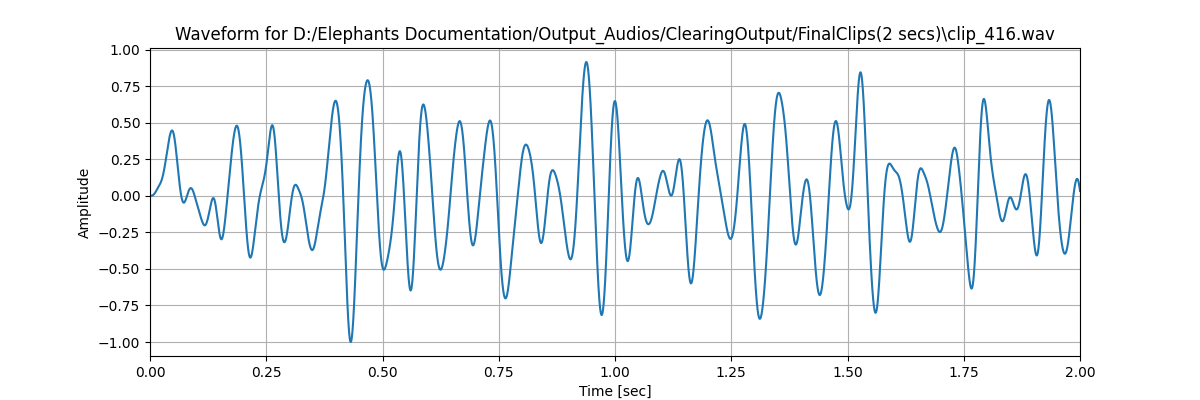 Waveform for D:/Elephants Documentation/Output_Audios/ClearingOutput/FinalClips(2 secs)\clip_416.wav
1.00
0.75
0.50
0.25
0.00
−0.25
−0.50
−0.75
−1.00
Amplitude
0.00 0.25 0.50 0.75 1.00 1.25 1.50 1.75 2.00
Time [sec]